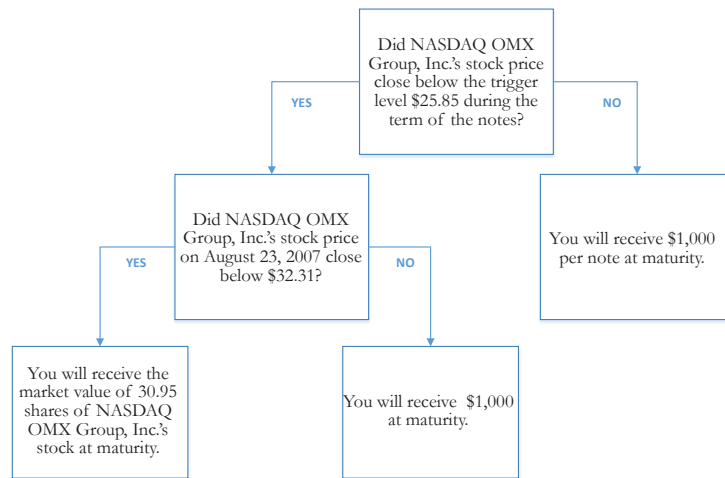 Did NASDAQ OMX
Group, Inc.'s stock price
close below the trigger
level $25.85 during the
term of the notes?
YES
NO
Did NASDAQ OMX
Group, Inc.'s stock price
on August 23, 2007 close
below $32.31?
You will receive $1,000
per note at maturity.
YES
NO
You will receive the
market value of 30.95
shares of NASDAQ
OMX Group, Inc.'s
stock at maturity.
You will receive $1,000
at maturity.